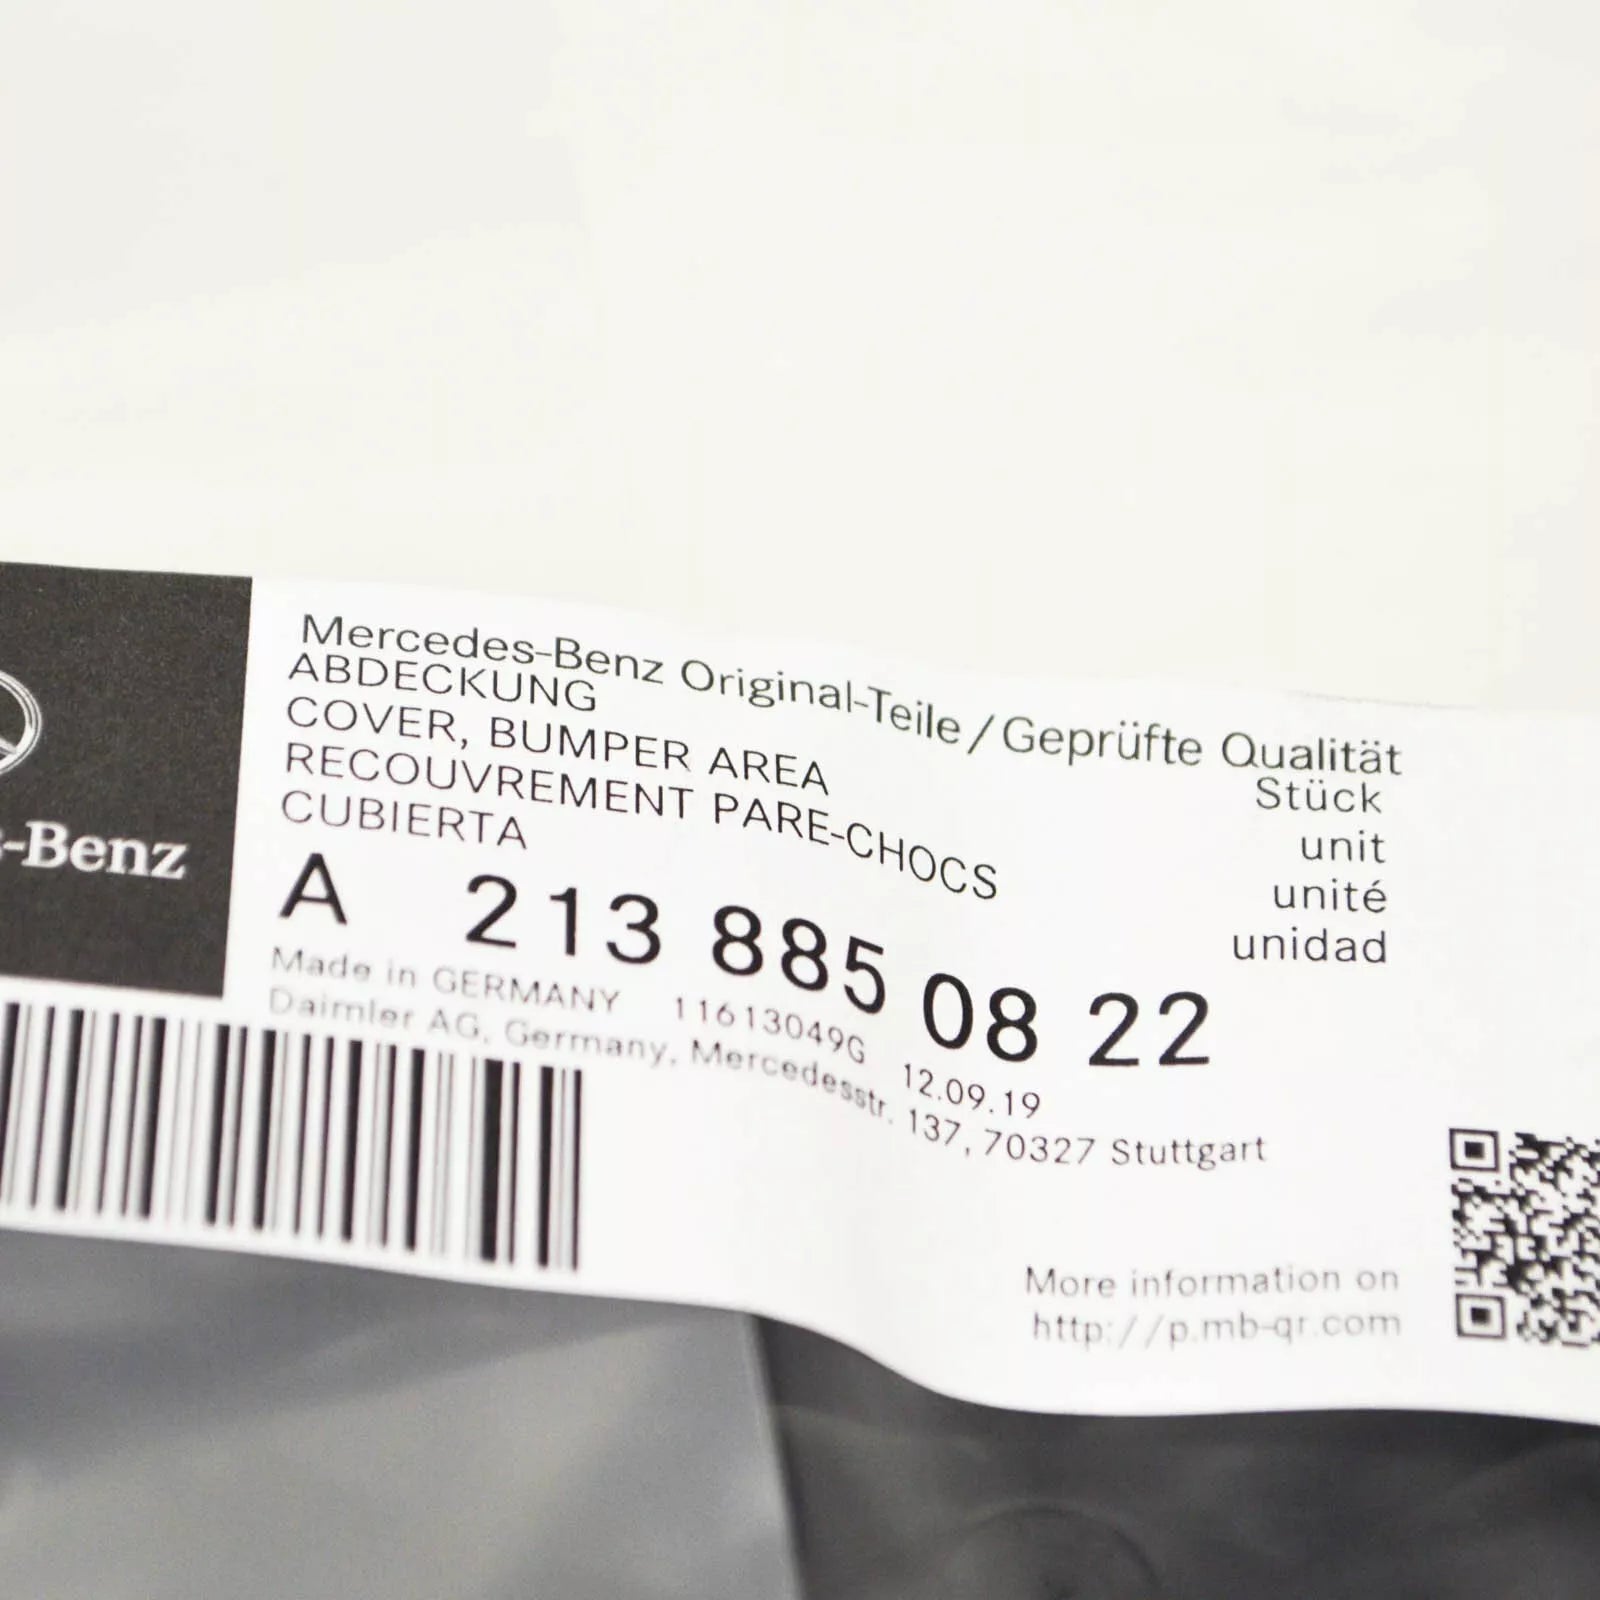 -Benz
Mercedes-Benz Original-Teile/Geprüfte Qualität
ABDECKUNG Stück
COVER, BUMPER AREA unit
RECOUVREMENT PARE-CHOCS unité
CUBIERTA unidad
A 213 885 08 22
Made in GERMANY 11613049G 12.09.19
Daimler AG, Germany, Mercedesstr. 137, 70327 Stuttgart
More information on
http://p.mb-qr.com